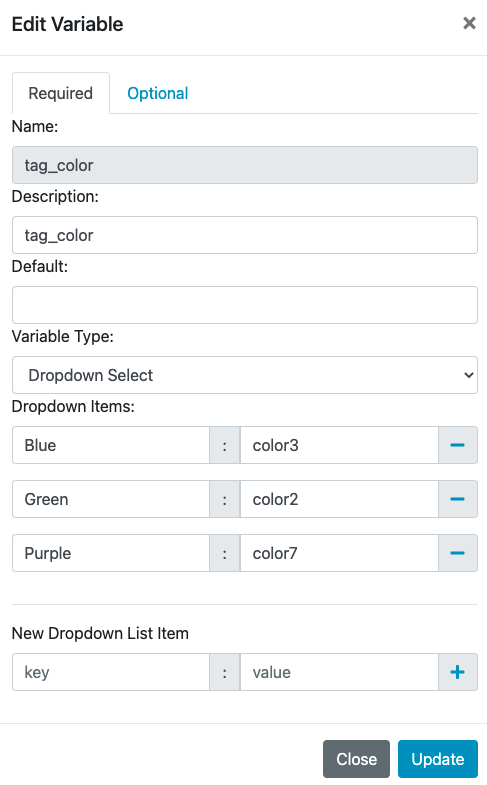 Edit Variable ×
Required Optional
Name:
tag_color
Description:
tag_color
Default:
Variable Type:
Dropdown Select
Dropdown Items:
Blue : color3 −
Green : color2 −
Purple : color7 −
New Dropdown List Item
key : value +
Close Update